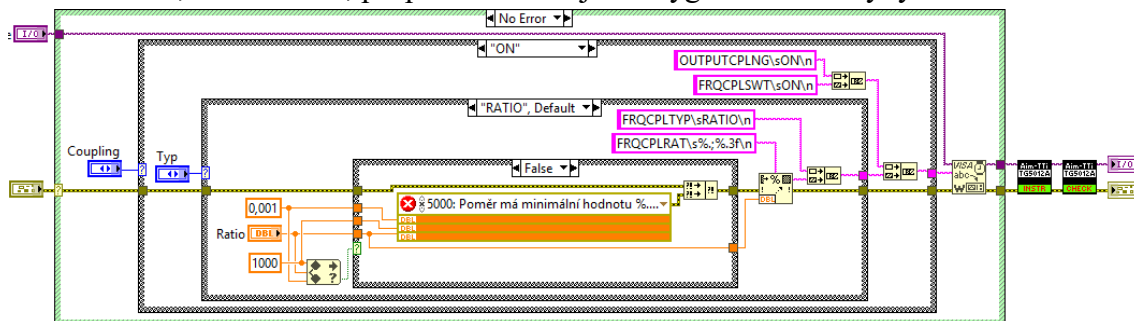 No Error
I/O
"ON"
OUTPUTCPLNG\sON\n
FRQCPLSWT\sON\n
"RATIO", Default
FRQCPLTYP\sRATIO\n
FRQCPLRAT\s%.;%.3f\n
Coupling
Typ
False
VISA
abc
W
I/O
Aim-TTi
TG5012A
INSTR
Aim-TTi
TG5012A
CHECK
5000: Poměr má minimální hodnotu %....
DBL
DBL
DBL
0,001
Ratio
DBL
1000
DBL